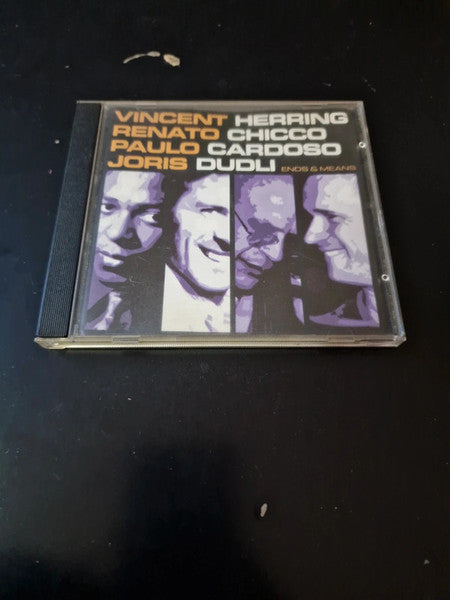 VINCENT HERRING
RENATO CHICCO
PAULO CARDOSO
JORIS DUDLI ENDS & MEANS